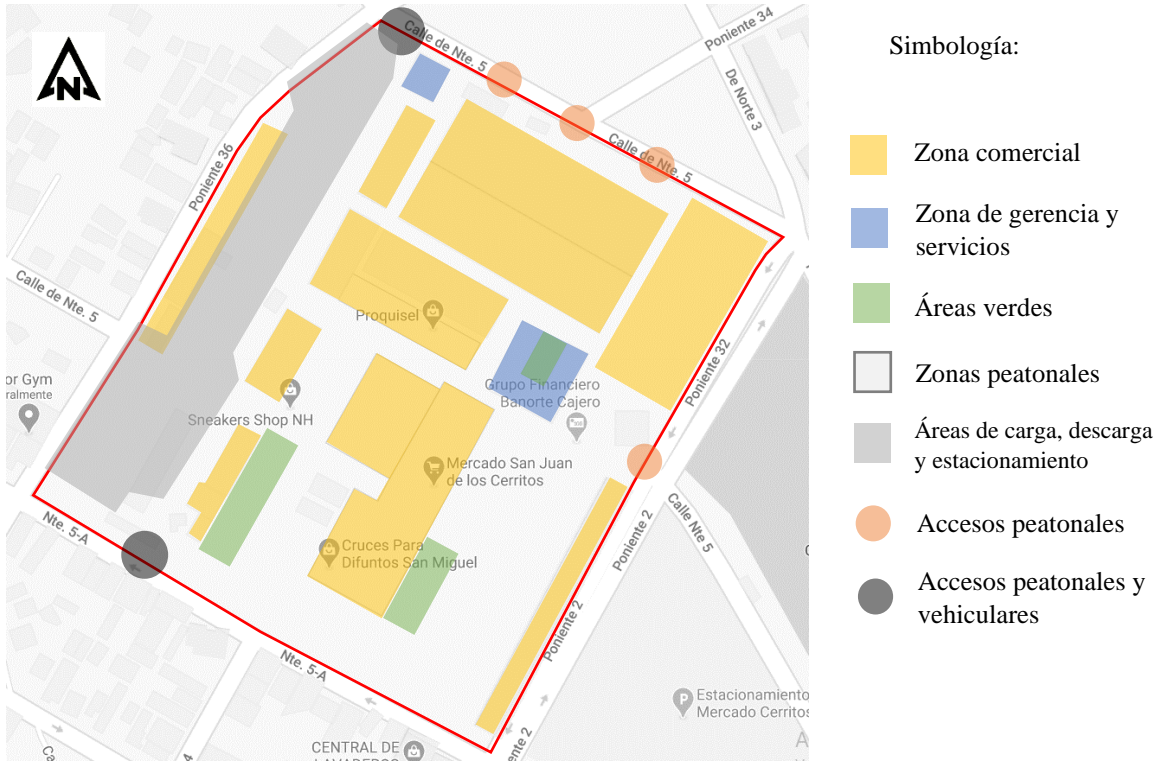 N
Calle de Nte. 5
Poniente 34
De Norte 3
Calle de Nte. 5
Poniente 36
Calle de Nte. 5
Proquisel
Poniente 32
or Gym
ralmente
Grupo Financiero
Banorte Cajero
Sneakers Shop NH
Mercado San Juan
de los Cerritos
Nte. 5-A
Calle Nte 5
Poniente 2
Cruces Para
Difuntos San Miguel
Poniente 2
Nte. 5-A
Estacionamiento
Mercado Cerritos
Poniente 2
CENTRAL DE
Simbología:
Zona comercial
Zona de gerencia y
servicios
Áreas verdes
Zonas peatonales
Áreas de carga, descarga
y estacionamiento
Accesos peatonales
Accesos peatonales y
vehiculares